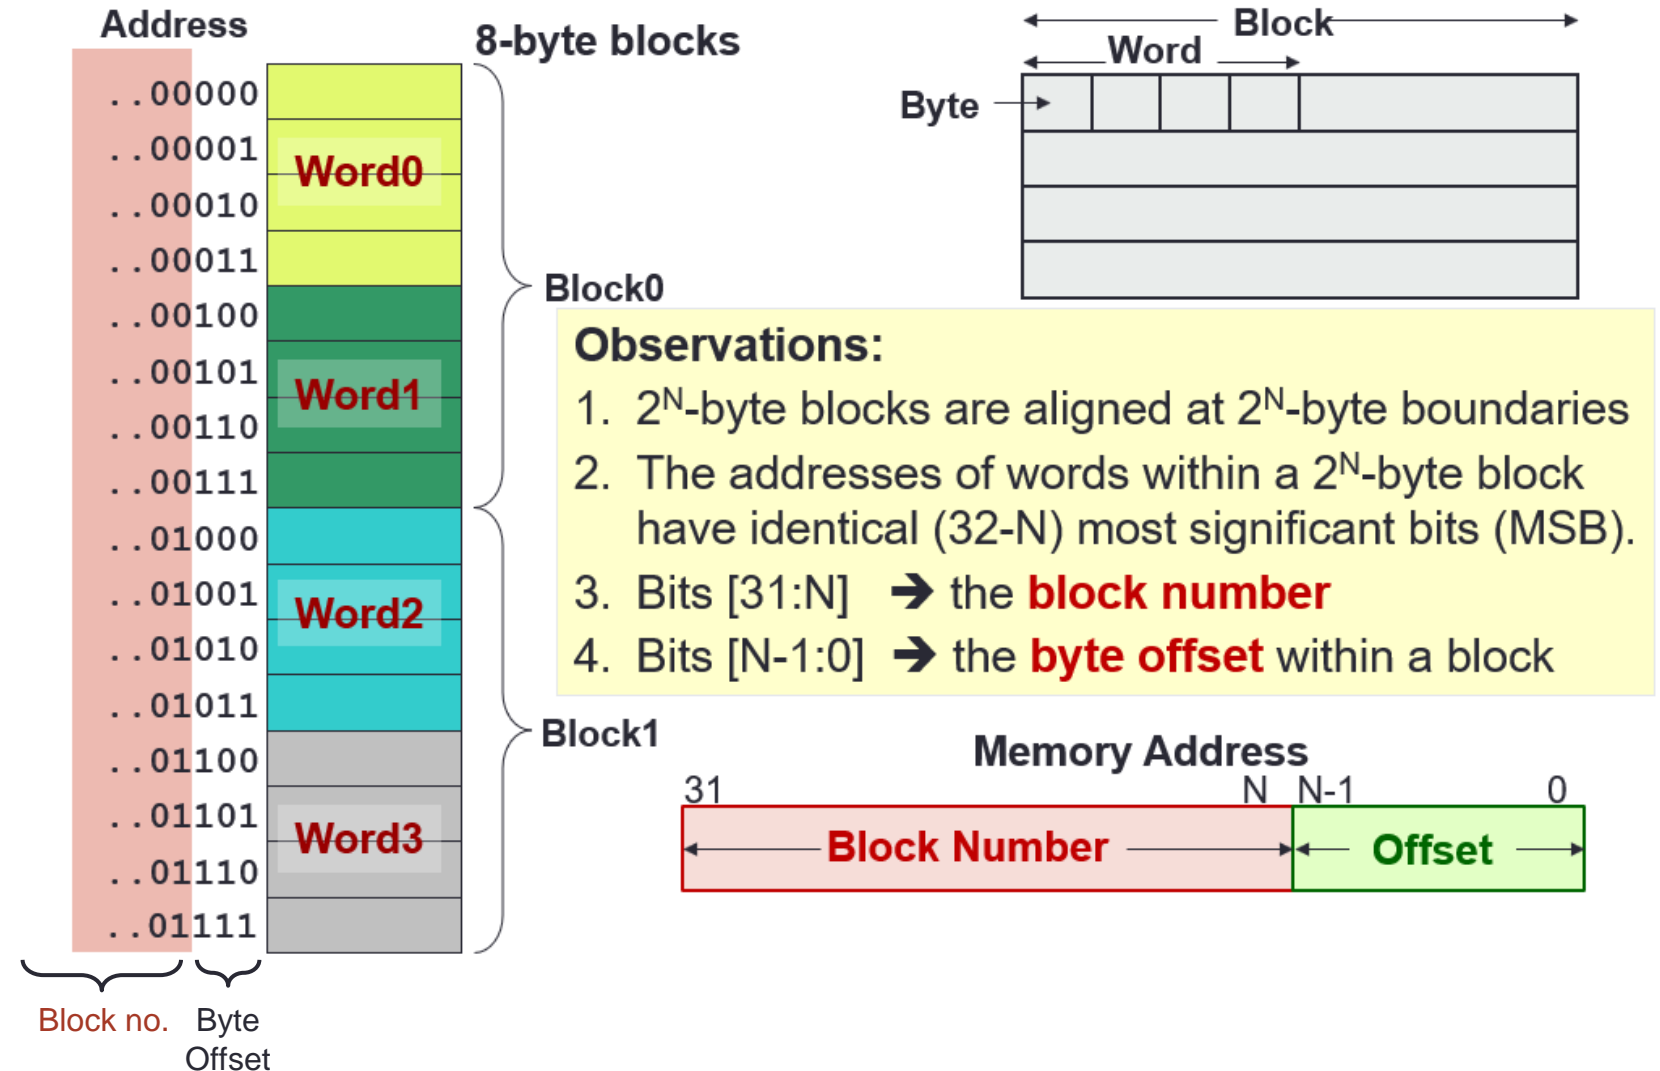 Address
8-byte blocks
..00000
..00001
..00010
..00011
..00100
..00101
..00110
..00111
..01000
..01001
..01010
..01011
..01100
..01101
..01110
..01111
Word0
Word1
Word2
Word3
Block0
Block1
Block no.
Byte
Offset
Block
Word
Byte
Observations:
1. 2ᴺ-byte blocks are aligned at 2ᴺ-byte boundaries
2. The addresses of words within a 2ᴺ-byte block
have identical (32-N) most significant bits (MSB).
3. Bits [31:N] ➔ the block number
4. Bits [N-1:0] ➔ the byte offset within a block
Memory Address
31 N N-1 0
Block Number Offset